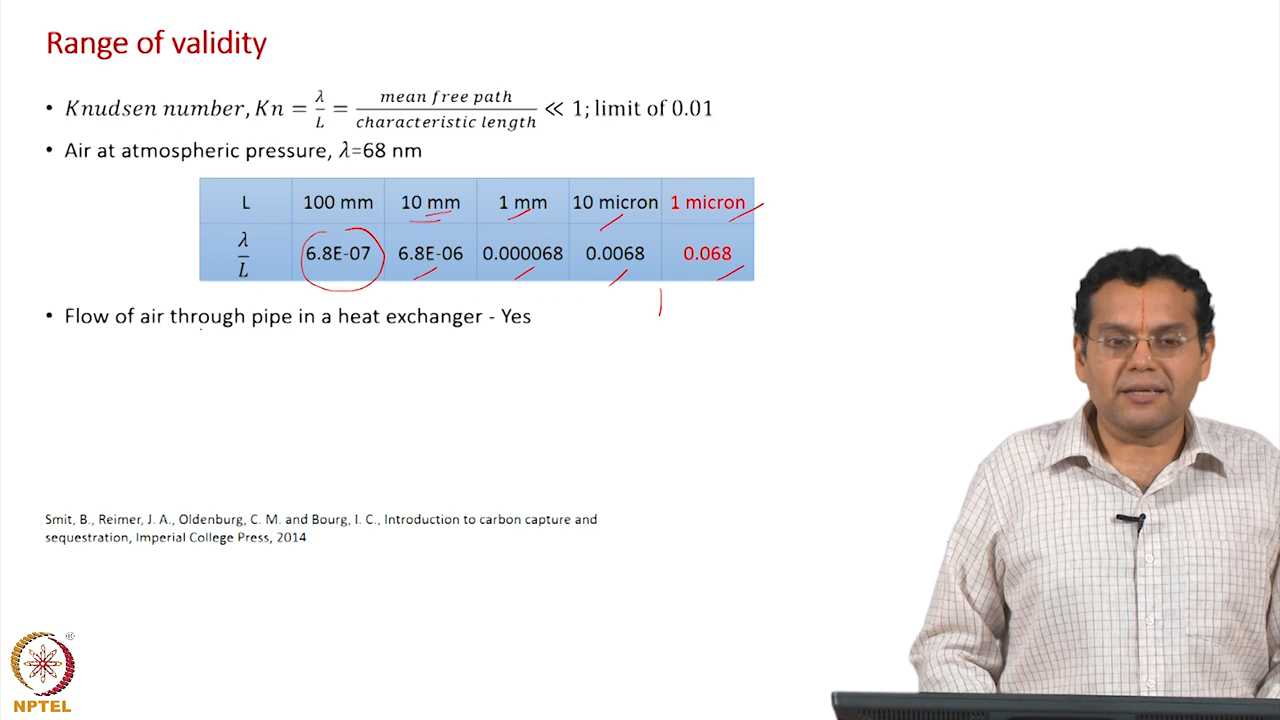 Range of validity
• Knudsen number, Kn = λ/L = mean free path/characteristic length ≪ 1; limit of 0.01
• Air at atmospheric pressure, λ=68 nm
L 100 mm 10 mm 1 mm 10 micron 1 micron
λ/L 6.8E-07 6.8E-06 0.000068 0.0068 0.068
• Flow of air through pipe in a heat exchanger - Yes
Smit, B., Reimer, J. A., Oldenburg, C. M. and Bourg, I. C., Introduction to carbon capture and
sequestration, Imperial College Press, 2014
®
NPTEL